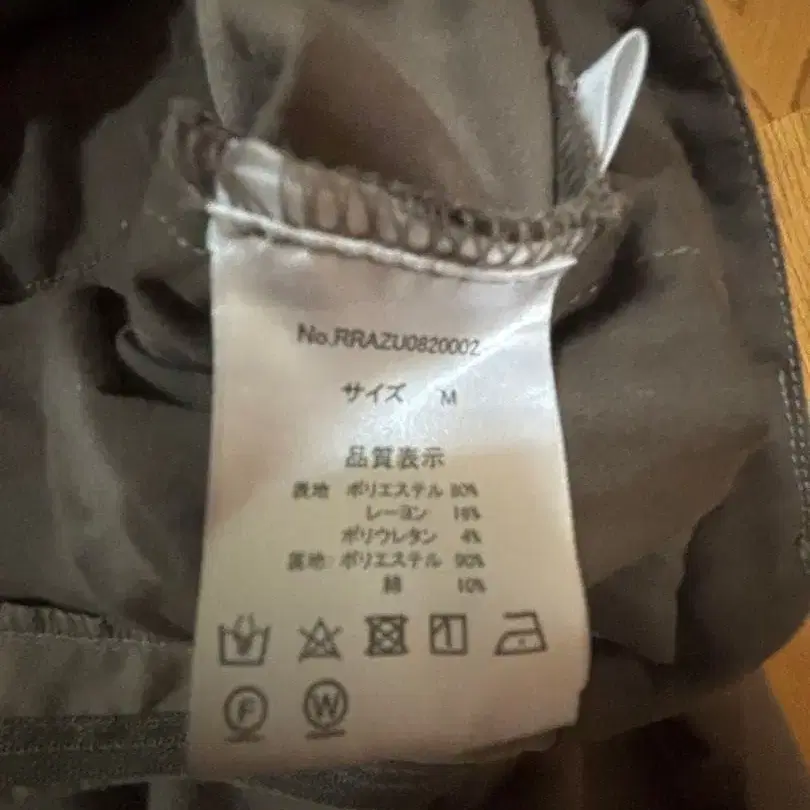 No.RRAZU0820002
サイズ M
品質表示
表地 ポリエステル 80%
レーヨン 16%
ポリウレタン 4%
裏地:ポリエステル 90%
綿 10%
F
W